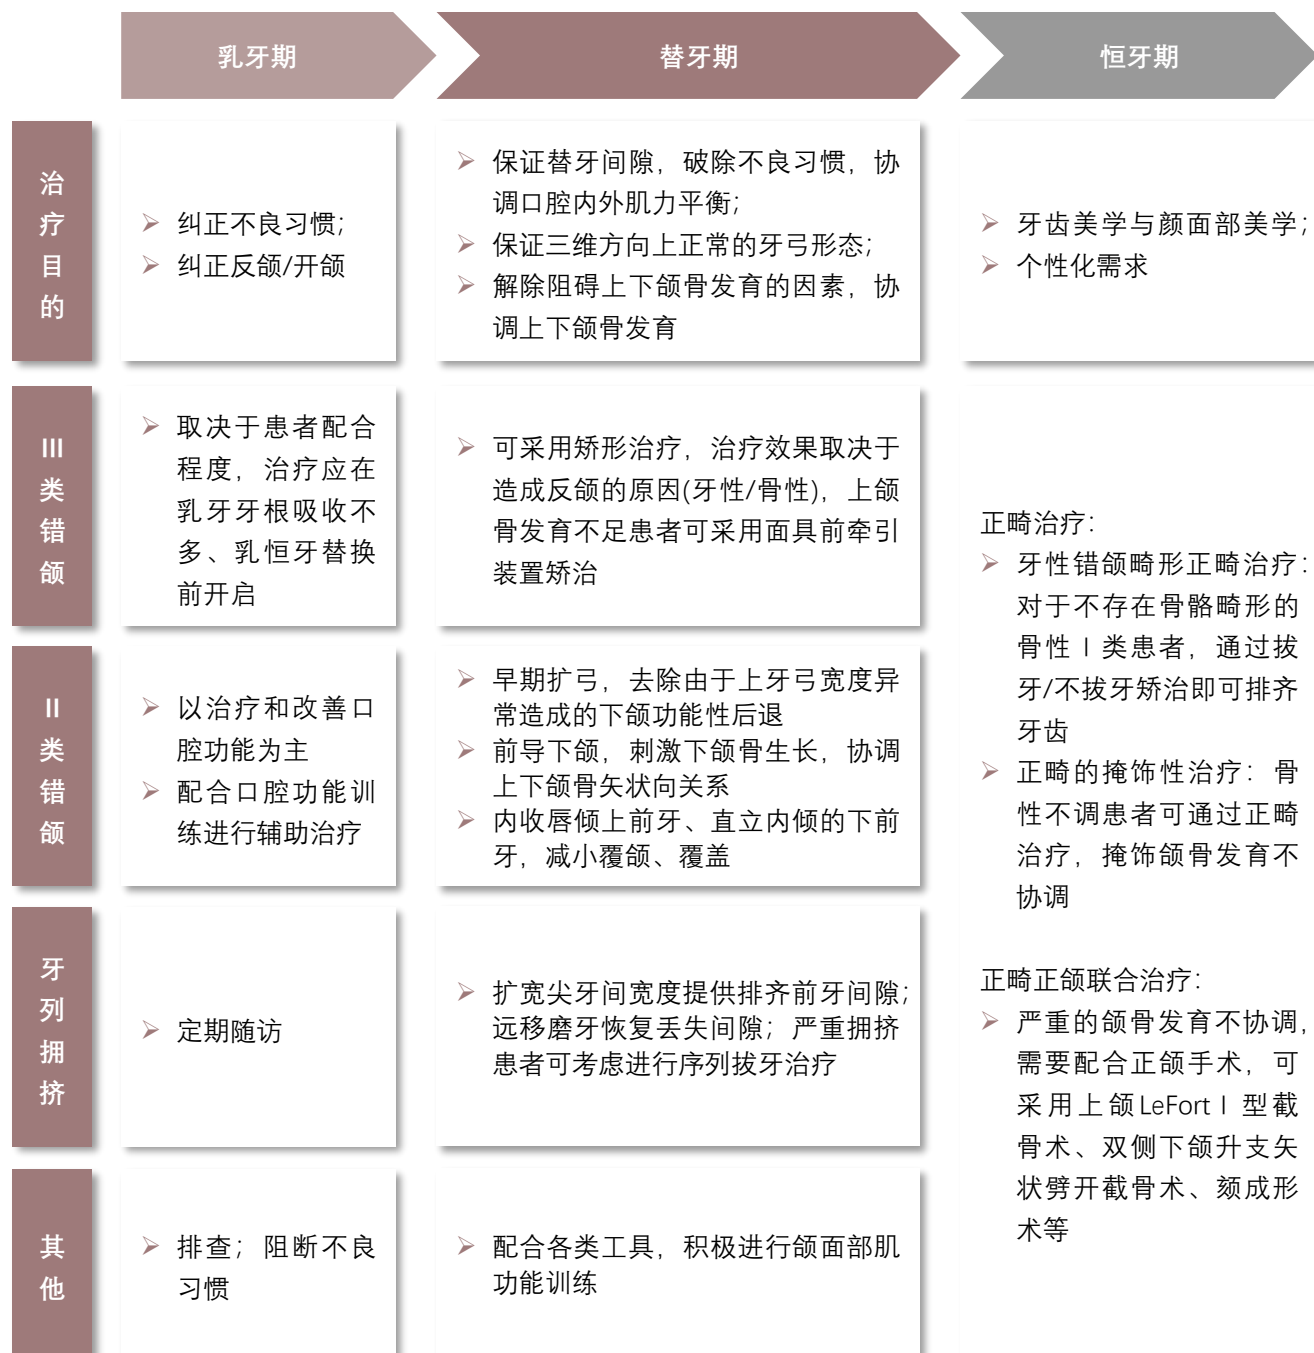 乳牙期
替牙期
恒牙期
治
疗
目
的
➢ 纠正不良习惯；
➢ 纠正反颌/开颌
➢ 保证替牙间隙，破除不良习惯，协
调口腔内外肌力平衡；
➢ 保证三维方向上正常的牙弓形态；
➢ 解除阻碍上下颌骨发育的因素，协
调上下颌骨发育
➢ 牙齿美学与颜面部美学；
➢ 个性化需求
III
类
错
颌
➢ 取决于患者配合
程度，治疗应在
乳牙牙根吸收不
多、乳恒牙替换
前开启
➢ 可采用矫形治疗，治疗效果取决于
造成反颌的原因(牙性/骨性)，上颌
骨发育不足患者可采用面具前牵引
装置矫治
II
类
错
颌
➢ 以治疗和改善口
腔功能为主
➢ 配合口腔功能训
练进行辅助治疗
➢ 早期扩弓，去除由于上牙弓宽度异
常造成的下颌功能性后退
➢ 前导下颌，刺激下颌骨生长，协调
上下颌骨矢状向关系
➢ 内收唇倾上前牙、直立内倾的下前
牙，减小覆颌、覆盖
牙
列
拥
挤
➢ 定期随访
➢ 扩宽尖牙间宽度提供排齐前牙间隙；
远移磨牙恢复丢失间隙；严重拥挤
患者可考虑进行序列拔牙治疗
其
他
➢ 排查；阻断不良
习惯
➢ 配合各类工具，积极进行颌面部肌
功能训练
正畸治疗：
➢ 牙性错颌畸形正畸治疗：
对于不存在骨骼畸形的
骨性Ⅰ类患者，通过拔
牙/不拔牙矫治即可排齐
牙齿
➢ 正畸的掩饰性治疗：骨
性不调患者可通过正畸
治疗，掩饰颌骨发育不
协调
正畸正颌联合治疗：
➢ 严重的颌骨发育不协调，
需要配合正颌手术，可
采用上颌LeFortⅠ型截
骨术、双侧下颌升支矢
状劈开截骨术、颏成形
术等